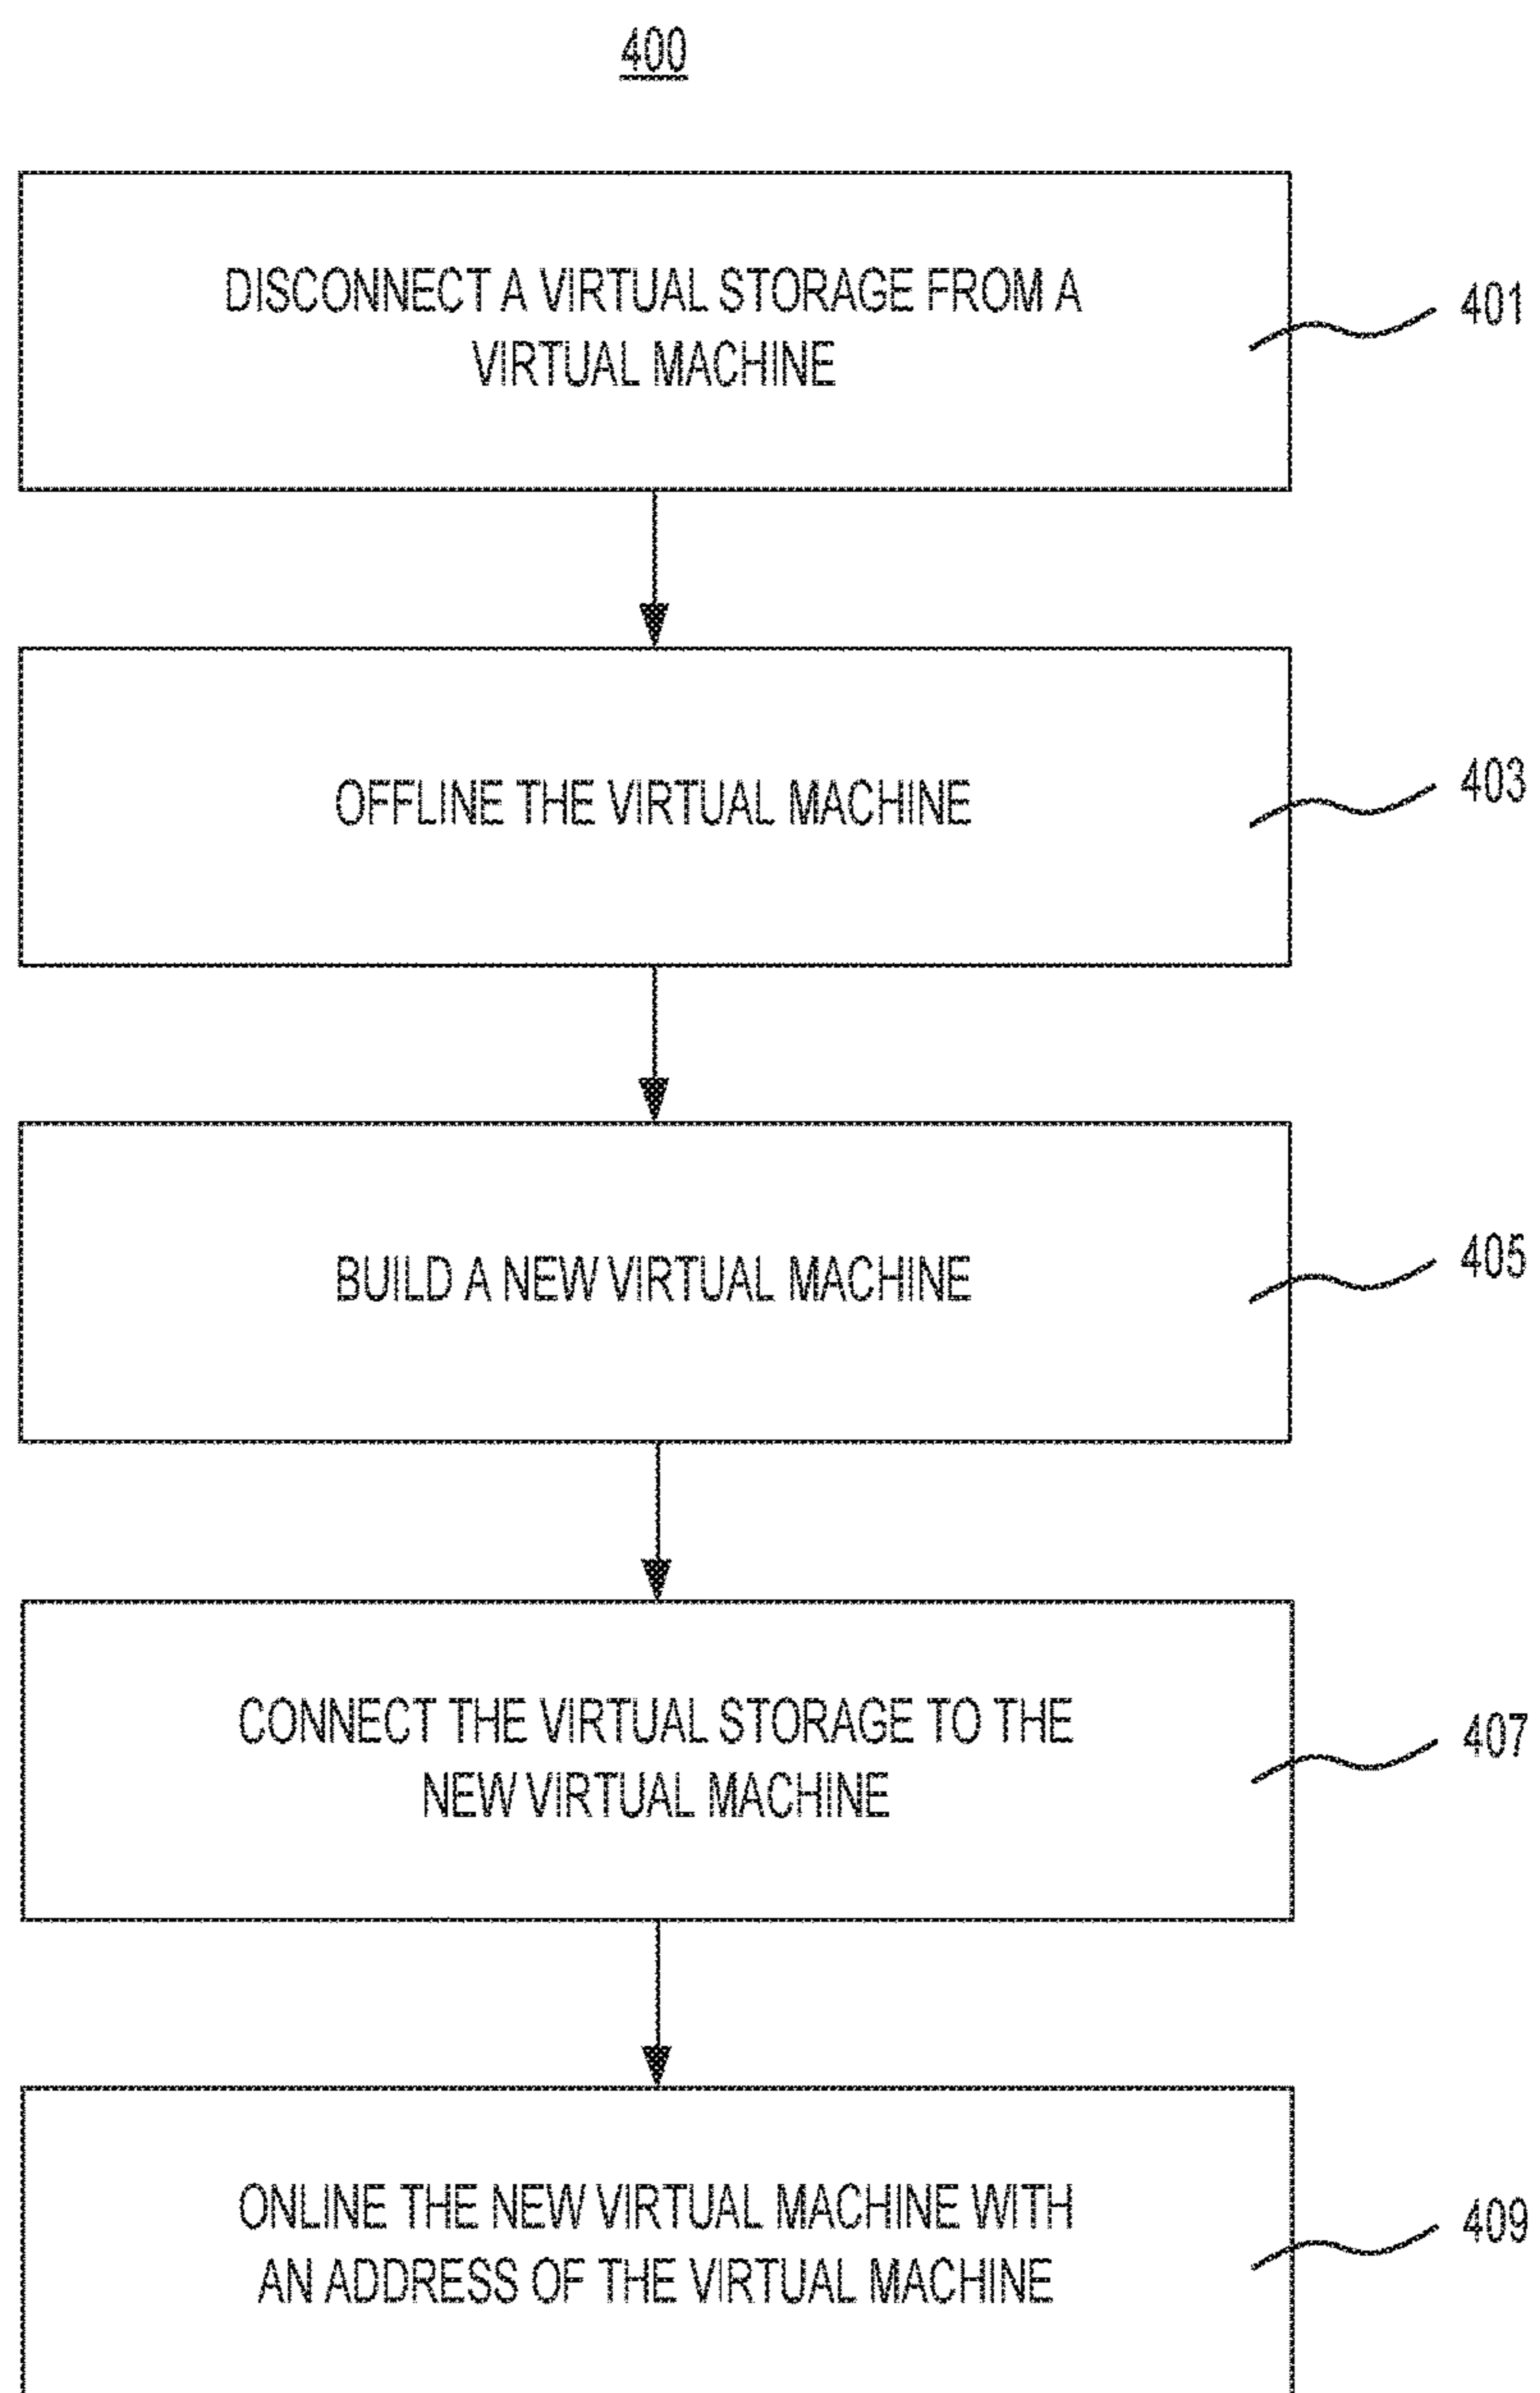 400
DISCONNECT A VIRTUAL STORAGE FROM A
VIRTUAL MACHINE
401
OFFLINE THE VIRTUAL MACHINE
403
BUILD A NEW VIRTUAL MACHINE
405
CONNECT THE VIRTUAL STORAGE TO THE
NEW VIRTUAL MACHINE
407
ONLINE THE NEW VIRTUAL MACHINE WITH
AN ADDRESS OF THE VIRTUAL MACHINE
409